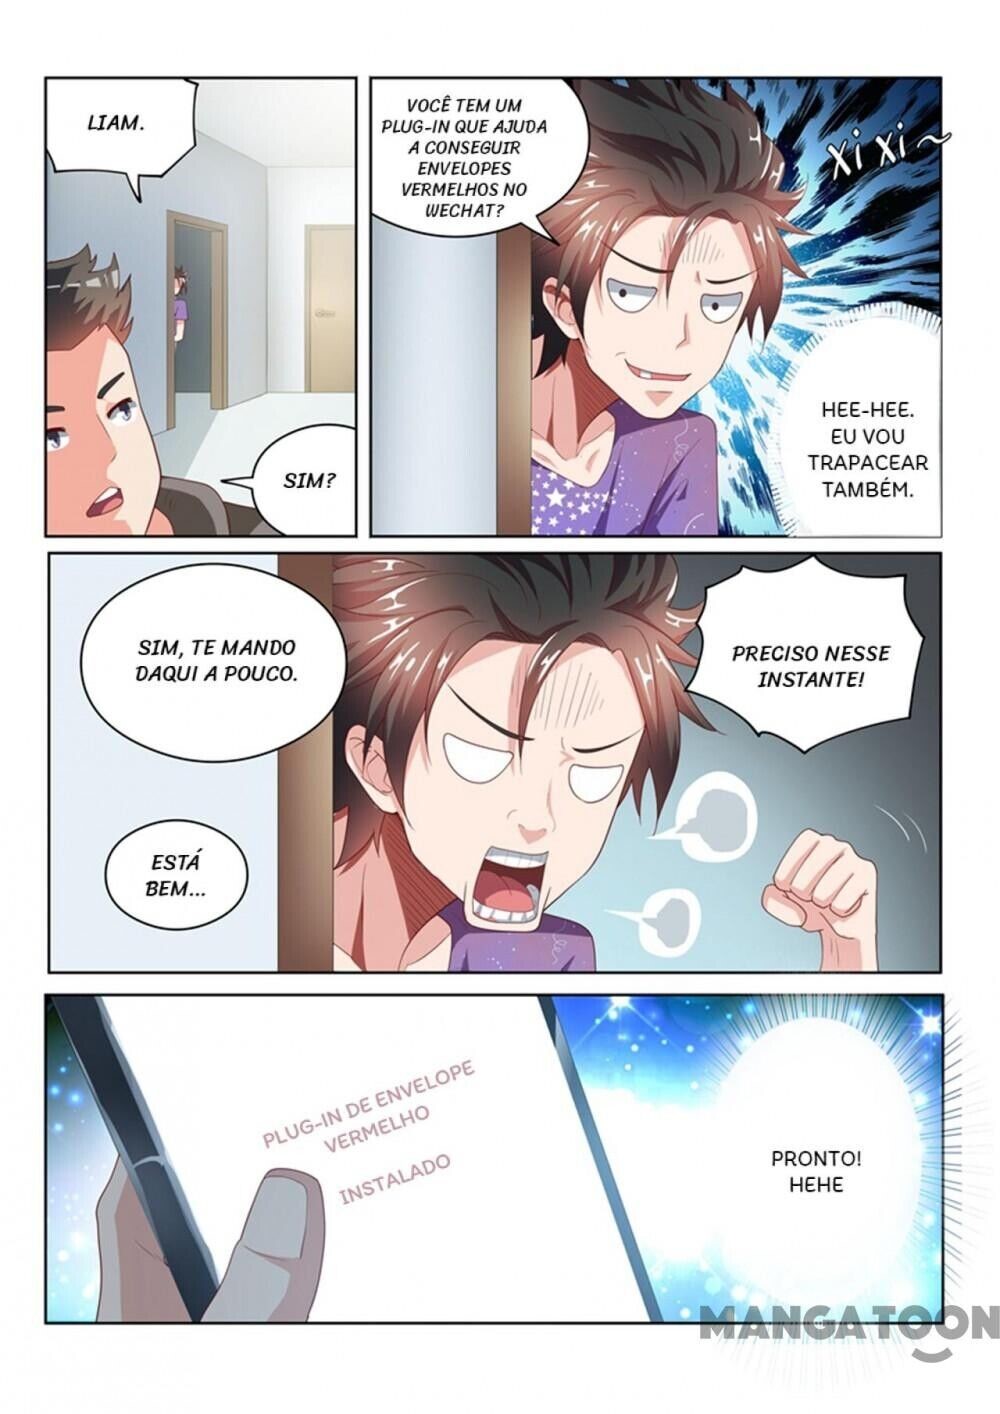 LIAM.
SIM?
VOCÊ TEM UM
PLUG-IN QUE AJUDA
A CONSEGUIR
ENVELOPES
VERMELHOS NO
WECHAT?
XI XI~
HEE-HEE.
EU VOU
TRAPACEAR
TAMBÉM.
SIM, TE MANDO
DAQUI A POUCO.
PRECISO NESSE
INSTANTE!
ESTÁ
BEM...
PLUG-IN DE ENVELOPE
VERMELHO
INSTALADO
PRONTO!
HEHE
MANGATOON